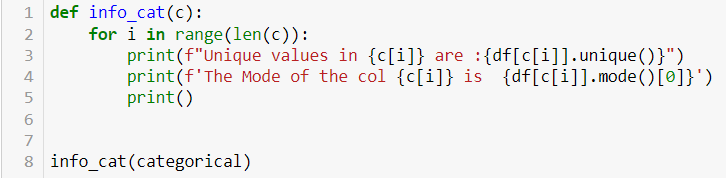 1 def info_cat(c):
2     for i in range(len(c)):
3         print(f"Unique values in {c[i]} are :{df[c[i]].unique()}")
4         print(f'The Mode of the col {c[i]} is  {df[c[i]].mode()[0]}')
5         print()
6
7
8 info_cat(categorical)